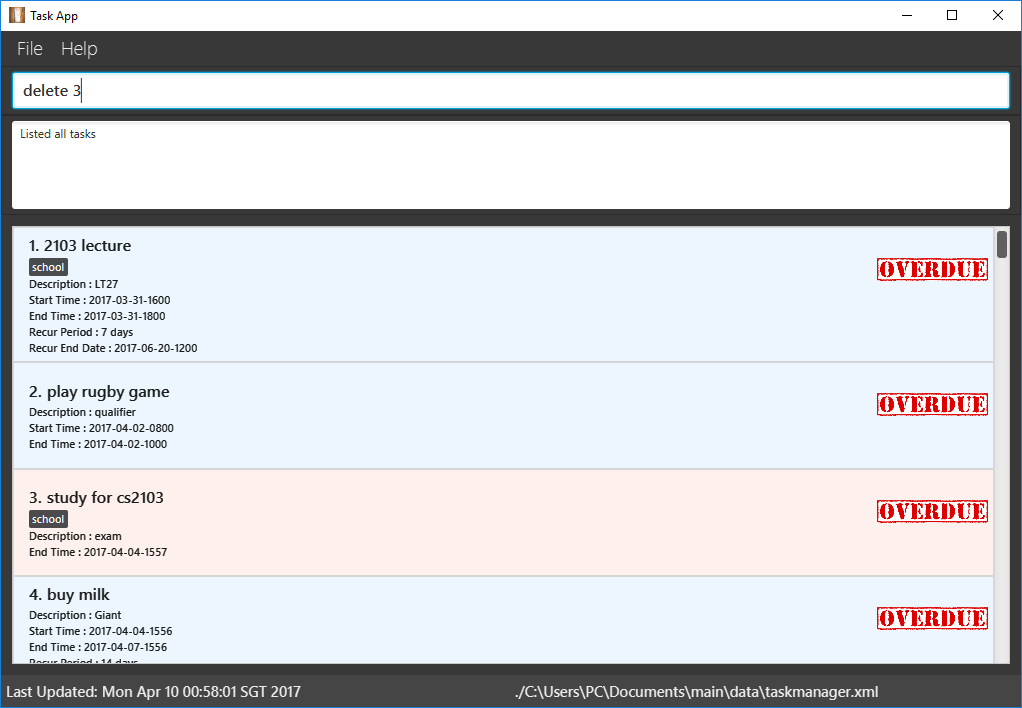 Task App
File Help
delete 3
Listed all tasks
1. 2103 lecture
school
OVERDUE
Description : LT27
Start Time : 2017-03-31-1600
End Time : 2017-03-31-1800
Recur Period : 7 days
Recur End Date : 2017-06-20-1200
2. play rugby game
OVERDUE
Description : qualifier
Start Time : 2017-04-02-0800
End Time : 2017-04-02-1000
3. study for cs2103
school
OVERDUE
Description : exam
End Time : 2017-04-04-1557
4. buy milk
Description : Giant
OVERDUE
Start Time : 2017-04-04-1556
End Time : 2017-04-07-1556
Recur Period : 14 days
Last Updated: Mon Apr 10 00:58:01 SGT 2017
./C:\Users\PC\Documents\main\data\taskmanager.xml